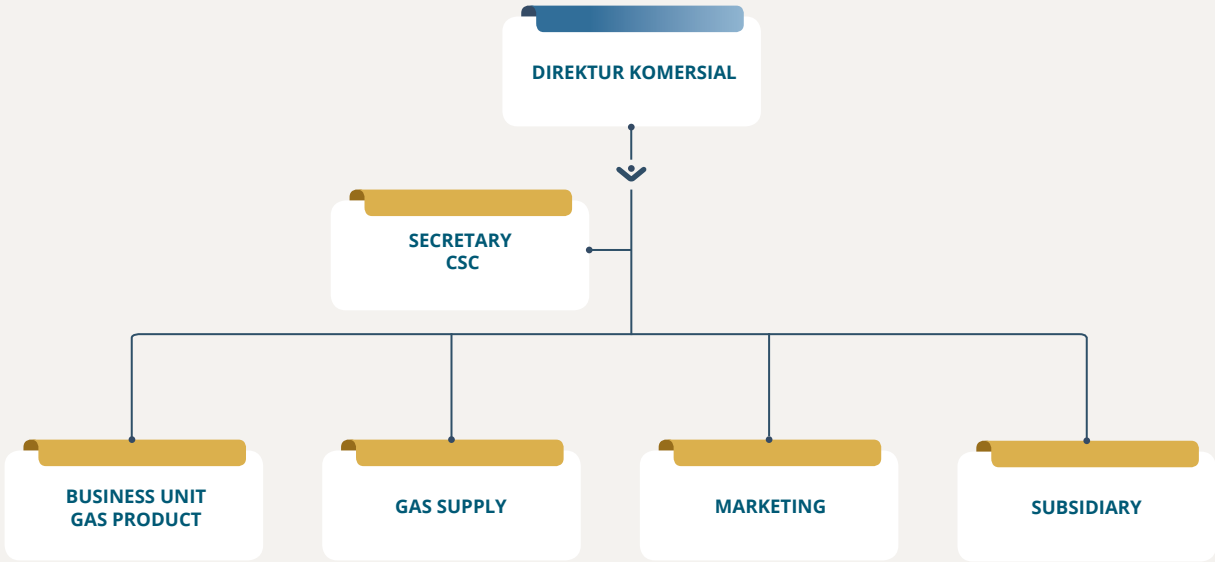 DIREKTUR KOMERSIAL
SECRETARY
CSC
BUSINESS UNIT
GAS PRODUCT
GAS SUPPLY
MARKETING
SUBSIDIARY